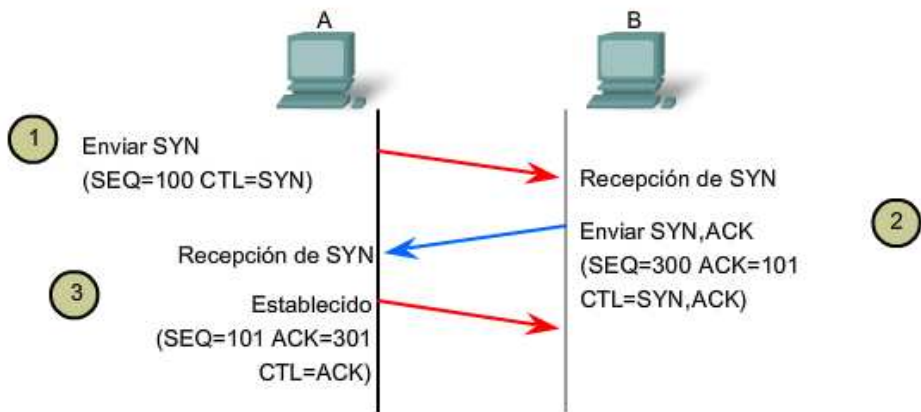 A
B
1
Enviar SYN
(SEQ=100 CTL=SYN)
Recepción de SYN
2
Enviar SYN,ACK
(SEQ=300 ACK=101
CTL=SYN,ACK)
Recepción de SYN
3
Establecido
(SEQ=101 ACK=301
CTL=ACK)